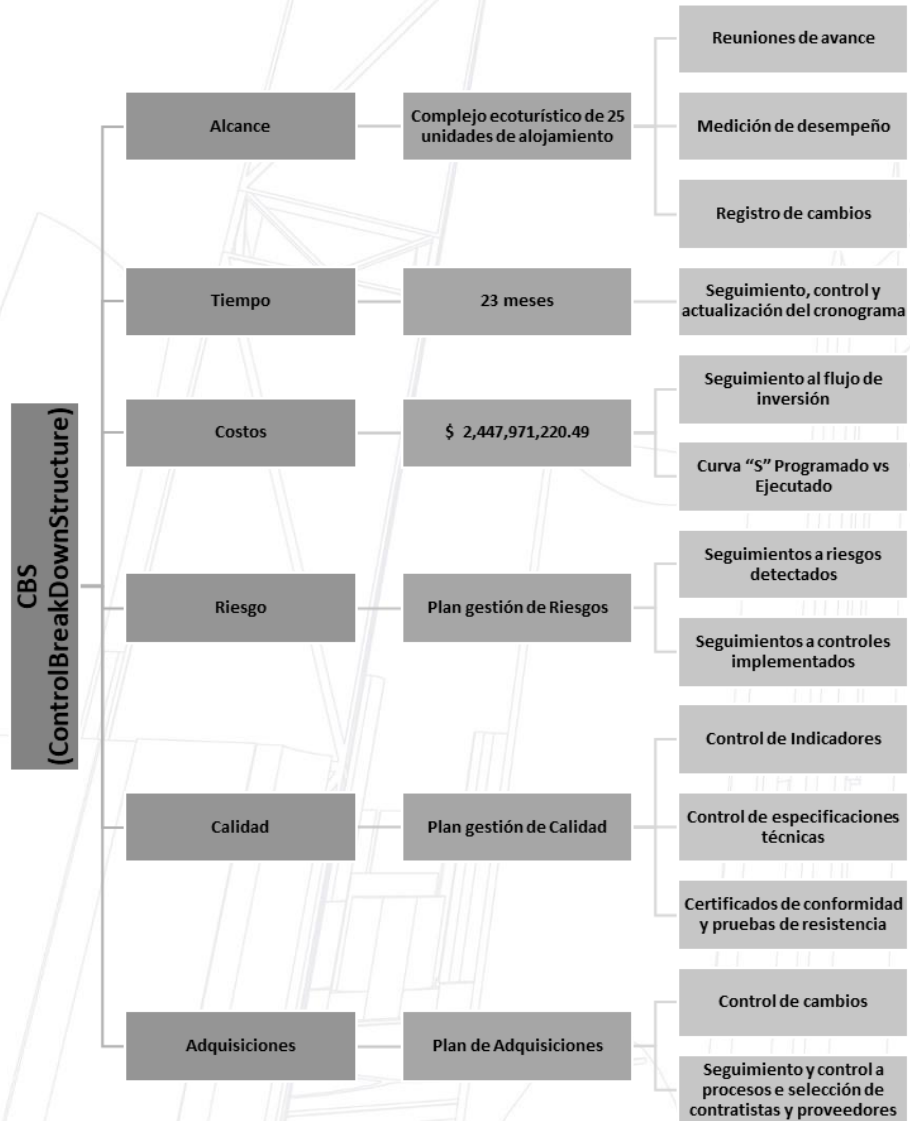 CBS
(ControlBreakDownStructure)
Alcance
Complejo ecoturístico de 25
unidades de alojamiento
Reuniones de avance
Medición de desempeño
Registro de cambios
Tiempo
23 meses
Seguimiento, control y
actualización del cronograma
Costos
$ 2,447,971,220.49
Seguimiento al flujo de
inversión
Curva “S” Programado vs
Ejecutado
Riesgo
Plan gestión de Riesgos
Seguimientos a riesgos
detectados
Seguimientos a controles
implementados
Calidad
Plan gestión de Calidad
Control de Indicadores
Control de especificaciones
técnicas
Certificados de conformidad
y pruebas de resistencia
Adquisiciones
Plan de Adquisiciones
Control de cambios
Seguimiento y control a
procesos e selección de
contratistas y proveedores